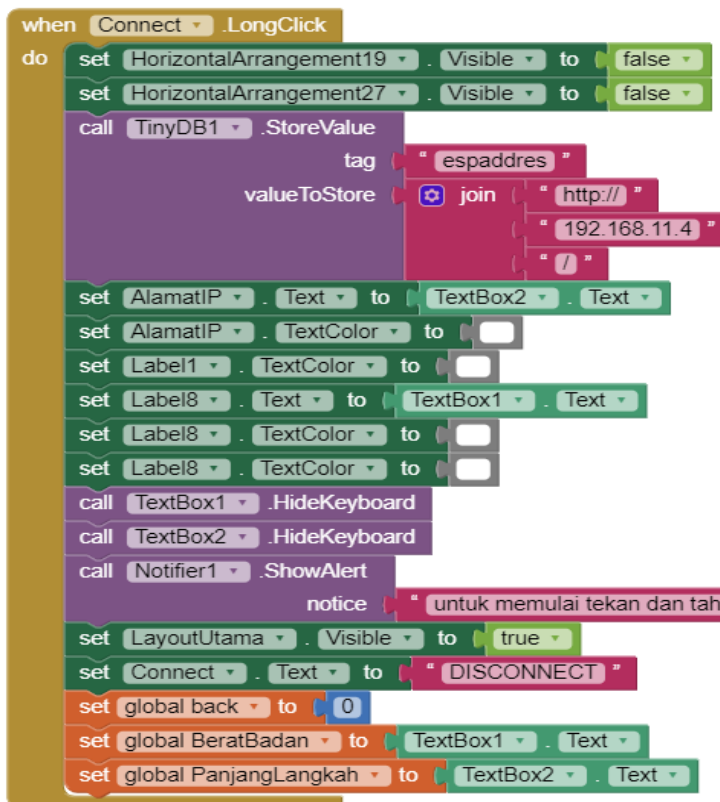 when Connect .LongClick
do set HorizontalArrangement19 . Visible to false
set HorizontalArrangement27 . Visible to false
call TinyDB1 .StoreValue
tag " espaddres "
valueToStore join " http:// "
" 192.168.11.4 "
" / "
set AlamatIP . Text to TextBox2 . Text
set AlamatIP . TextColor to
set Label1 . TextColor to
set Label8 . Text to TextBox1 . Text
set Label8 . TextColor to
set Label8 . TextColor to
call TextBox1 .HideKeyboard
call TextBox2 .HideKeyboard
call Notifier1 .ShowAlert
notice " untuk memulai tekan dan tah
set LayoutUtama . Visible to true
set Connect . Text to " DISCONNECT "
set global back to 0
set global BeratBadan to TextBox1 . Text
set global PanjangLangkah to TextBox2 . Text